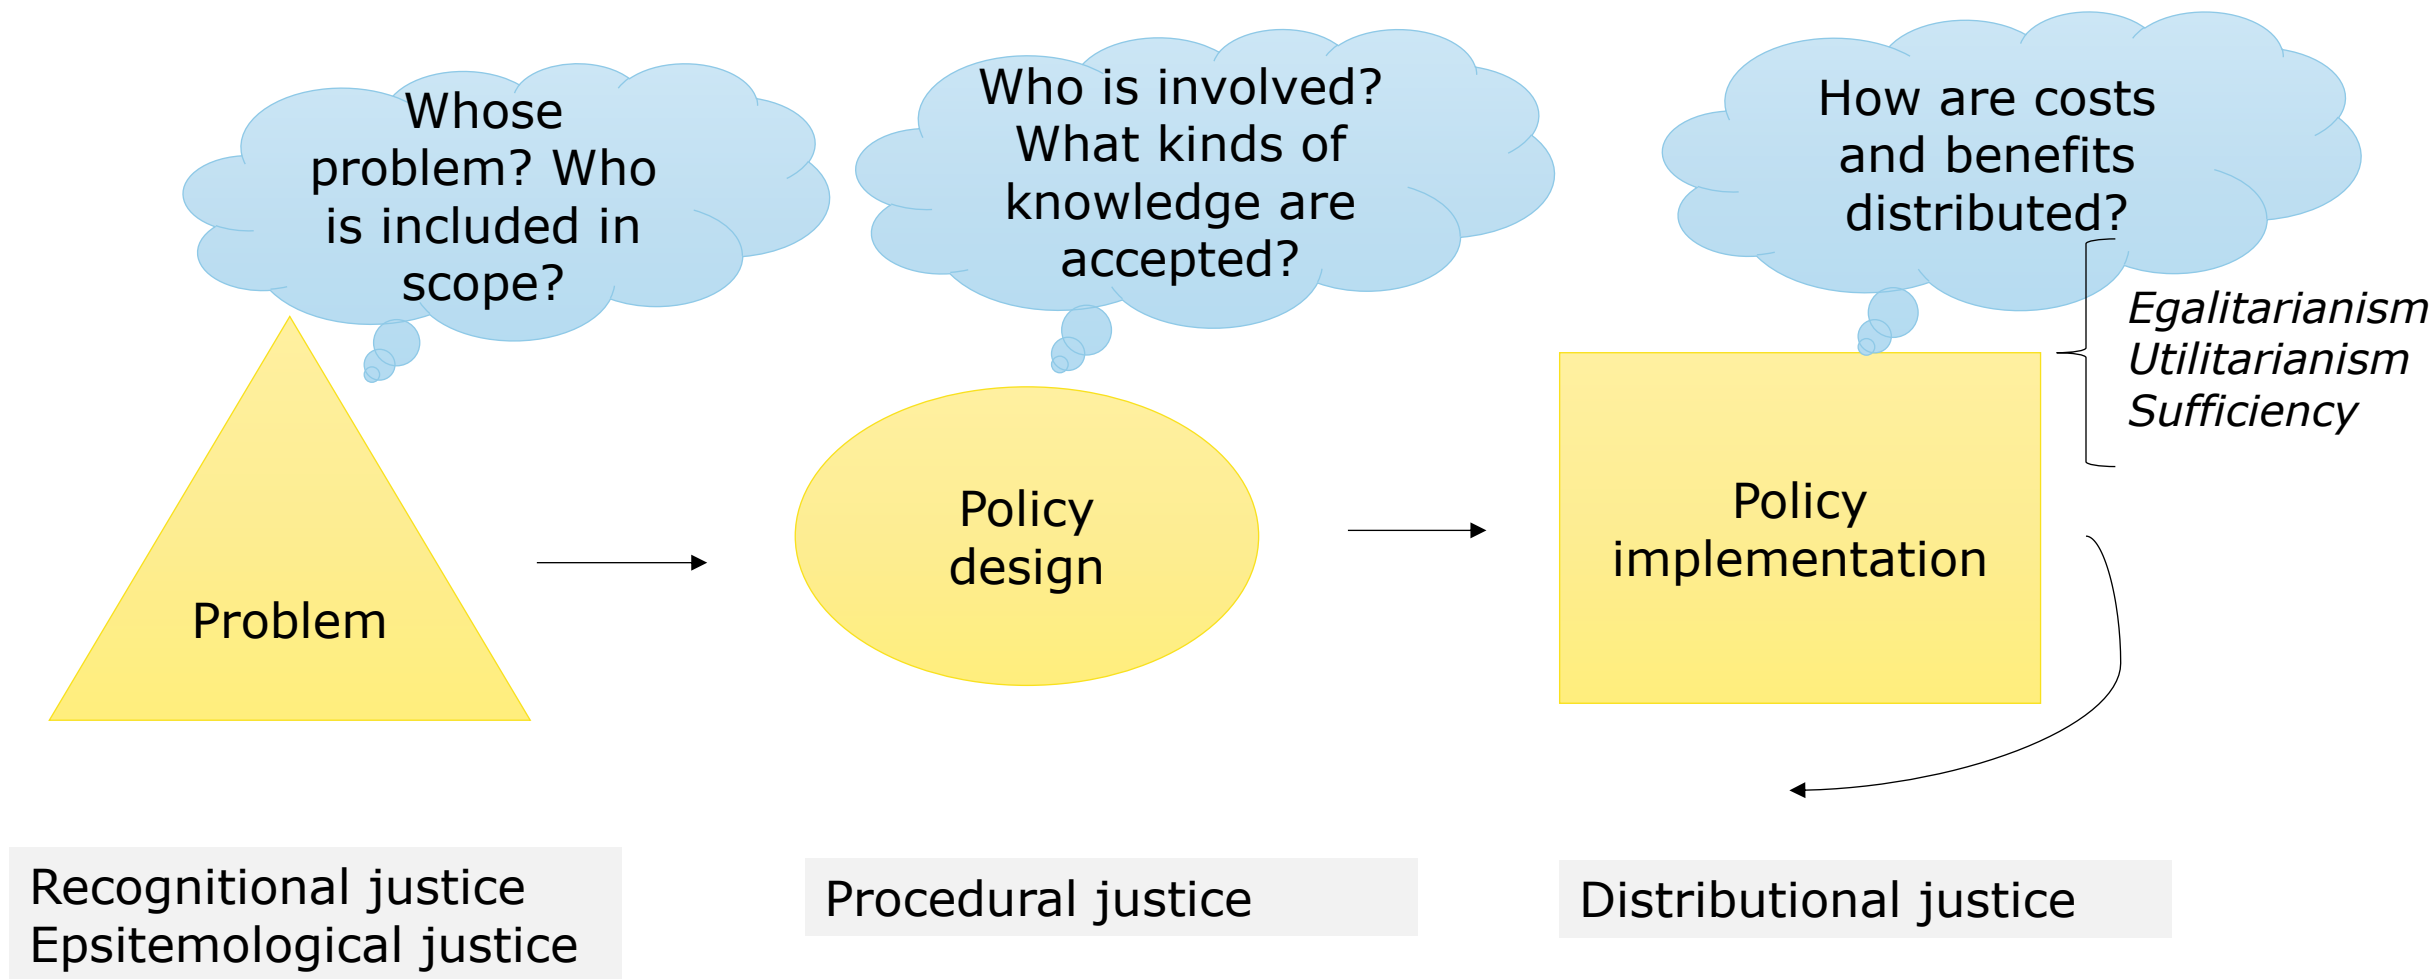 Whose
problem? Who
is included in
scope?
Who is involved?
What kinds of
knowledge are
accepted?
How are costs
and benefits
distributed?
Egalitarianism
Utilitarianism
Sufficiency
Problem
Policy
design
Policy
implementation
Recognitional justice
Epsitemological justice
Procedural justice
Distributional justice